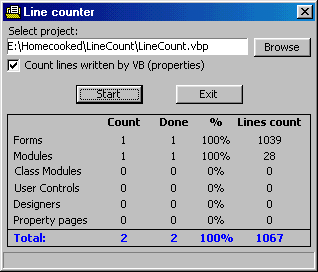 Line counter
Select project:
E:\Homecooked\LineCount\LineCount.vbp Browse
Count lines written by VB (properties)
Start Exit
Count Done % Lines count
Forms 1 1 100% 1039
Modules 1 1 100% 28
Class Modules 0 0 0% 0
User Controls 0 0 0% 0
Designers 0 0 0% 0
Property pages 0 0 0% 0
Total: 2 2 100% 1067